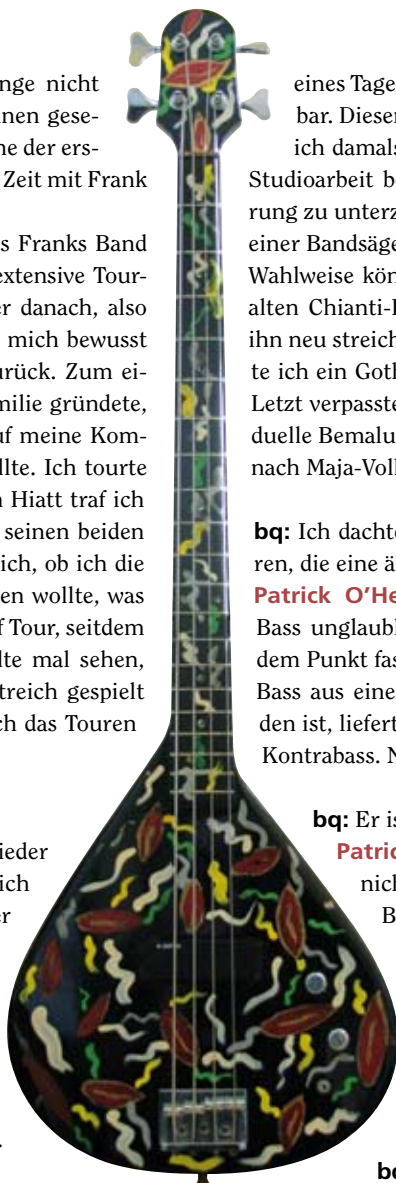 nge nicht
nen gese-
ne der ers-
Zeit mit Frank
s Franks Band
extensive Tour-
er danach, also
mich bewusst
urück. Zum ei-
milie gründete,
uf meine Kom-
llte. Ich tourte
n Hiatt traf ich
seinen beiden
ich, ob ich die
en wollte, was
f Tour, seitdem
lte mal sehen,
treich gespielt
ch das Touren
ieder
ich
er
.
eines Tage
bar. Dieser
ich damals
Studioarbeit b
rung zu unterz
einer Bandsäge
Wahlweise kön
alten Chianti-
ihn neu streich
te ich ein Goth
Letzt verpasste
duelle Bemalu
nach Maja-Voll
bq: Ich dachte
ren, die eine ä
Patrick O'He
Bass unglaubl
dem Punkt fas
Bass aus eine
den ist, liefert
Kontrabass. N
bq: Er is
Patric
nich
B
bq